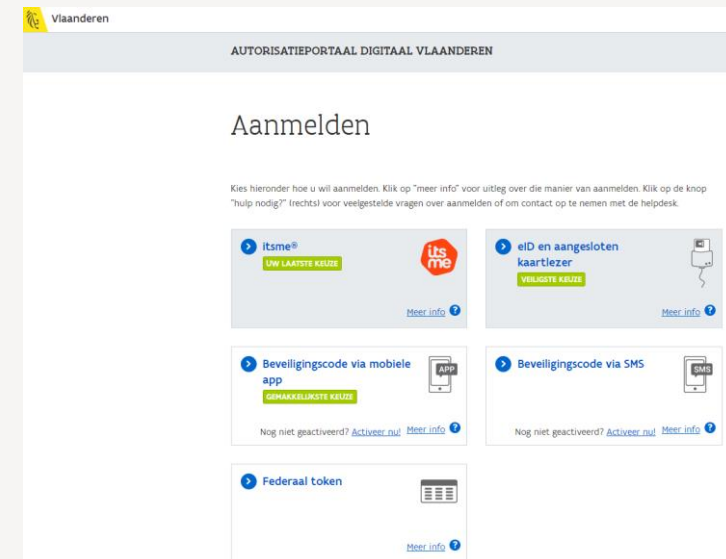 Vlaanderen
AUTORISATIEPORTAAL DIGITAAL VLAANDEREN
Aanmelden
Kies hieronder hoe u wil aanmelden. Klik op "meer info" voor uitleg over die manier van aanmelden. Klik op de knop
"hulp nodig?" (rechts) voor veelgestelde vragen over aanmelden of om contact op te nemen met de helpdesk.
itsme®
UW LAATSTE KEUZE
its
me
Meer info ?
eID en aangesloten
kaartlezer
VEILIGSTE KEUZE
Meer info ?
Beveiligingscode via mobiele
app
GEMAKKELIJKSTE KEUZE
APP
Nog niet geactiveerd? Activeer nu! Meer info ?
Beveiligingscode via SMS
SMS
Nog niet geactiveerd? Activeer nu! Meer info ?
Federaal token
Meer info ?